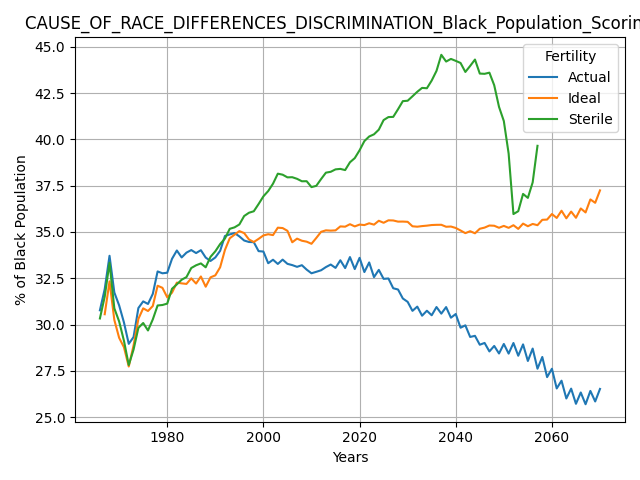 CAUSE_OF_RACE_DIFFERENCES_DISCRIMINATION_Black_Population_Scorin
45.0
42.5
40.0
37.5
35.0
32.5
30.0
27.5
25.0
% of Black Population
Fertility
Actual
Ideal
Sterile
1980 2000 2020 2040 2060
Years